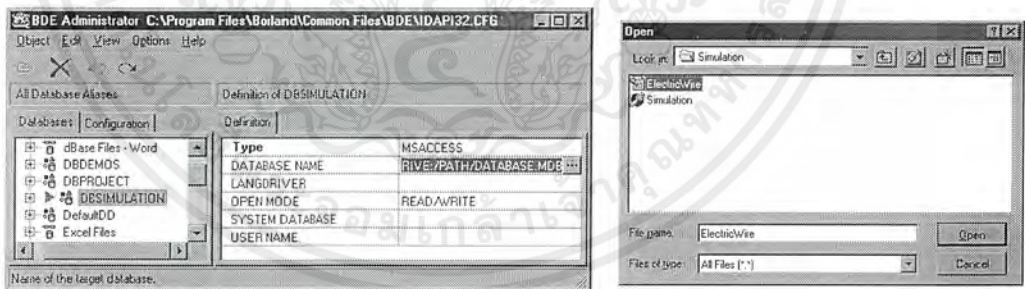 BDE Administrator C:\Program Files\Borland\Common Files\BDE\IDAPI32.CFG
Object Edit View Options Help
All Database Aliases
Definition of DBSIMULATION
Databases
Configuration
Definition
dBase Files - Word
DBDEMOS
DBPROJECT
DBSIMULATION
DefaultDD
Excel Files
Type MSACCESS
DATABASE NAME RIVE:/PATH/DATABASE.MDB
LANGDRIVER
OPEN MODE READ/WRITE
SYSTEM DATABASE
USER NAME
Name of the target database.
Open
Look in: Simulation
ElectricWire
Simulation
File name: ElectricWire
Open
Files of type: All Files (*.*)
Cancel